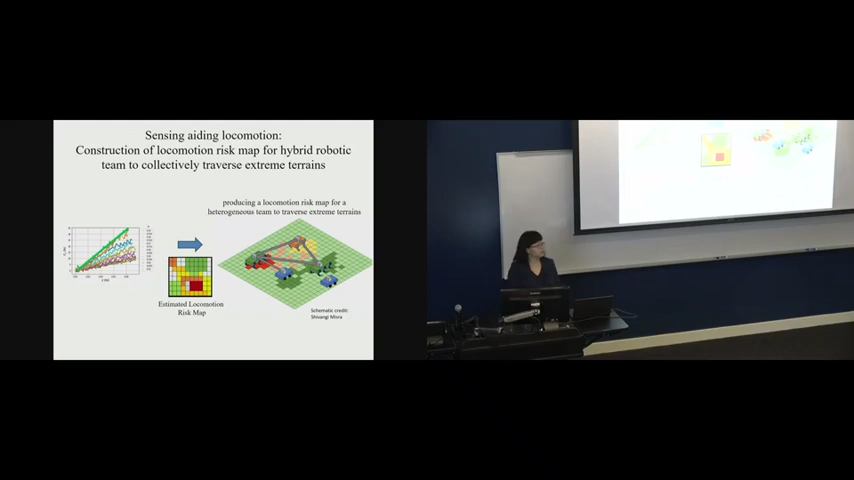 Sensing aiding locomotion:
Construction of locomotion risk map for hybrid robotic
team to collectively traverse extreme terrains
producing a locomotion risk map for a
heterogeneous team to traverse extreme terrains
Estimated Locomotion
Risk Map
Schematic credit:
Shivangi Misra